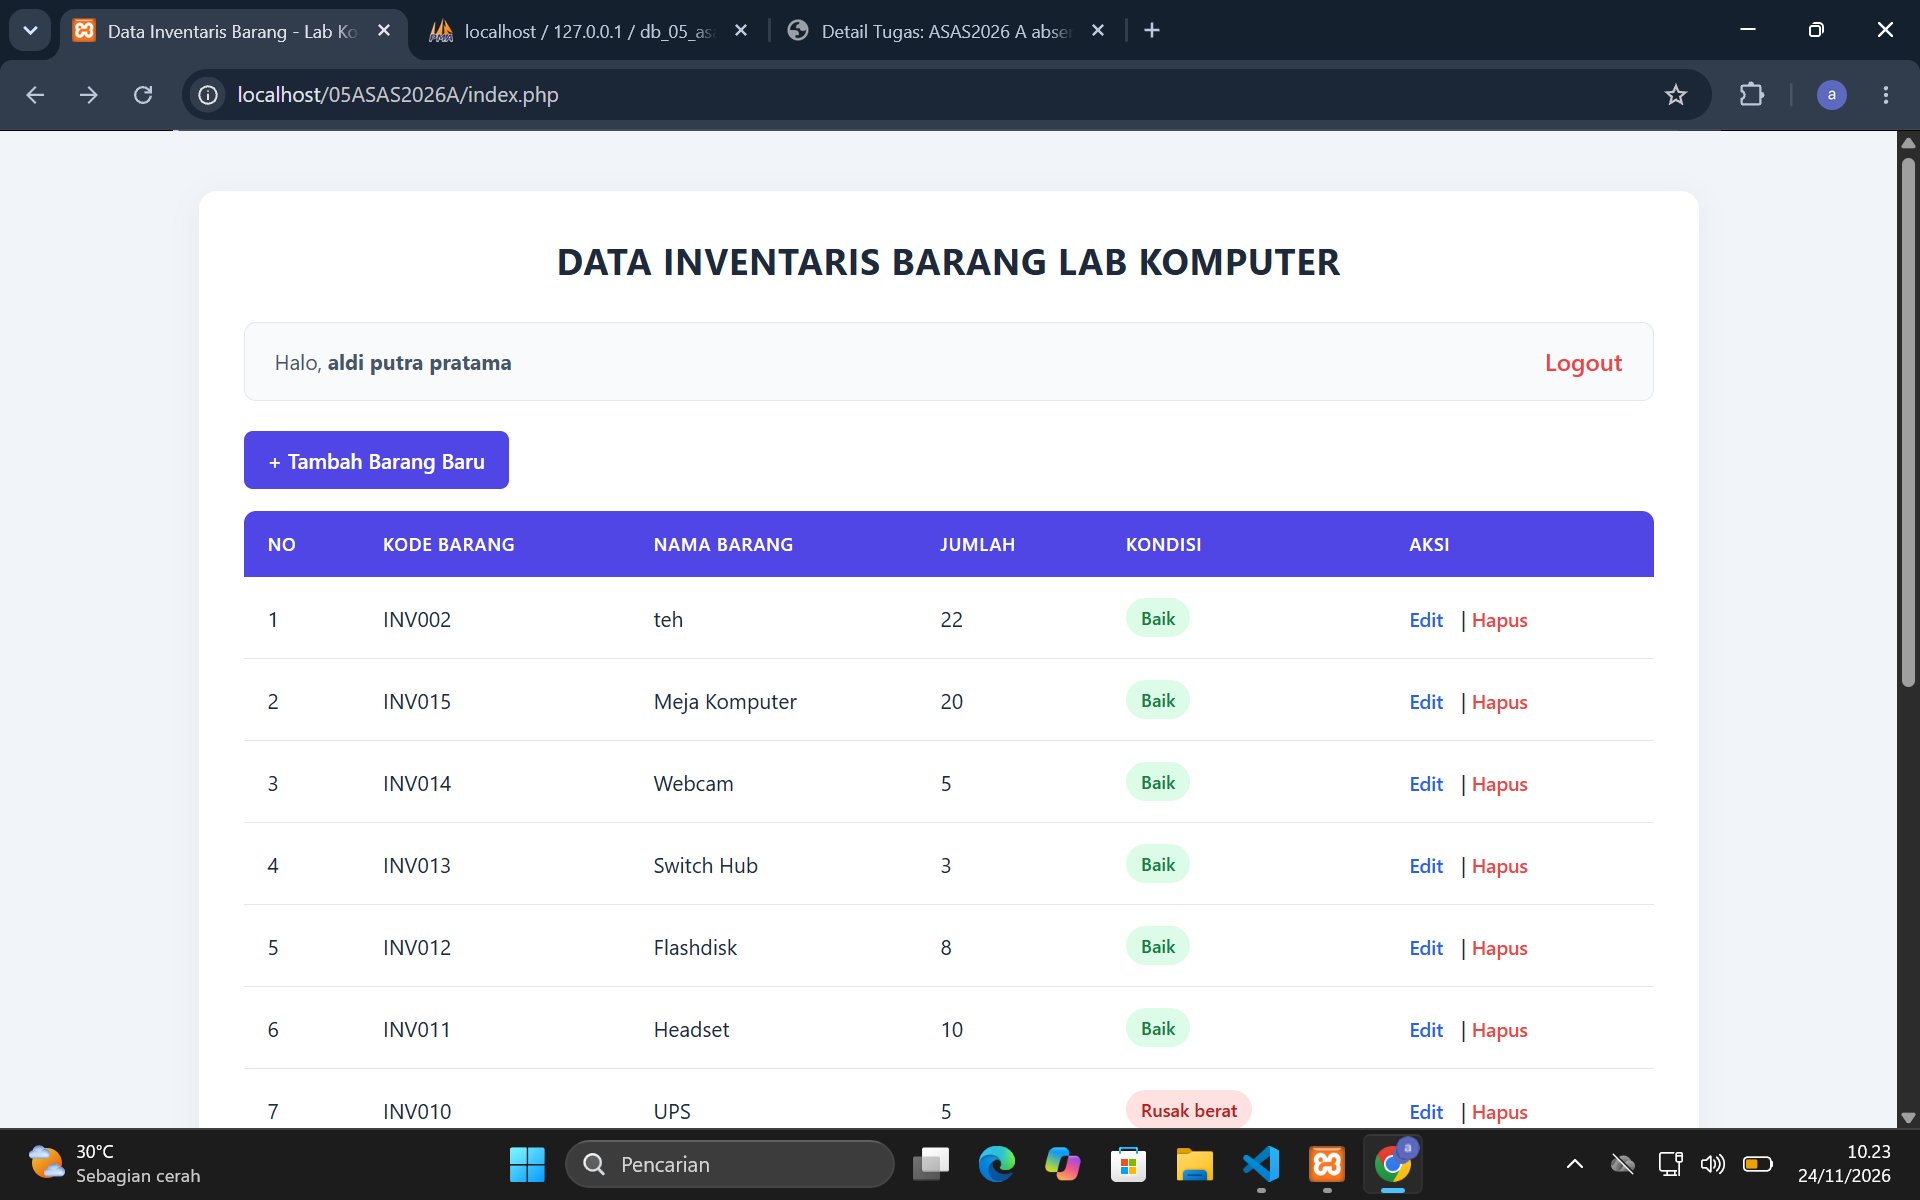 Data Inventaris Barang - Lab Ko
localhost / 127.0.0.1 / db_05_as
Detail Tugas: ASAS2026 A abse
localhost/05ASAS2026A/index.php
a
DATA INVENTARIS BARANG LAB KOMPUTER
Halo, aldi putra pratama
Logout
+ Tambah Barang Baru
NO KODE BARANG NAMA BARANG JUMLAH KONDISI AKSI
1 INV002 teh 22 Baik Edit | Hapus
2 INV015 Meja Komputer 20 Baik Edit | Hapus
3 INV014 Webcam 5 Baik Edit | Hapus
4 INV013 Switch Hub 3 Baik Edit | Hapus
5 INV012 Flashdisk 8 Baik Edit | Hapus
6 INV011 Headset 10 Baik Edit | Hapus
7 INV010 UPS 5 Rusak berat Edit | Hapus
30°C
Sebagian cerah
Pencarian
a
10.23
24/11/2026